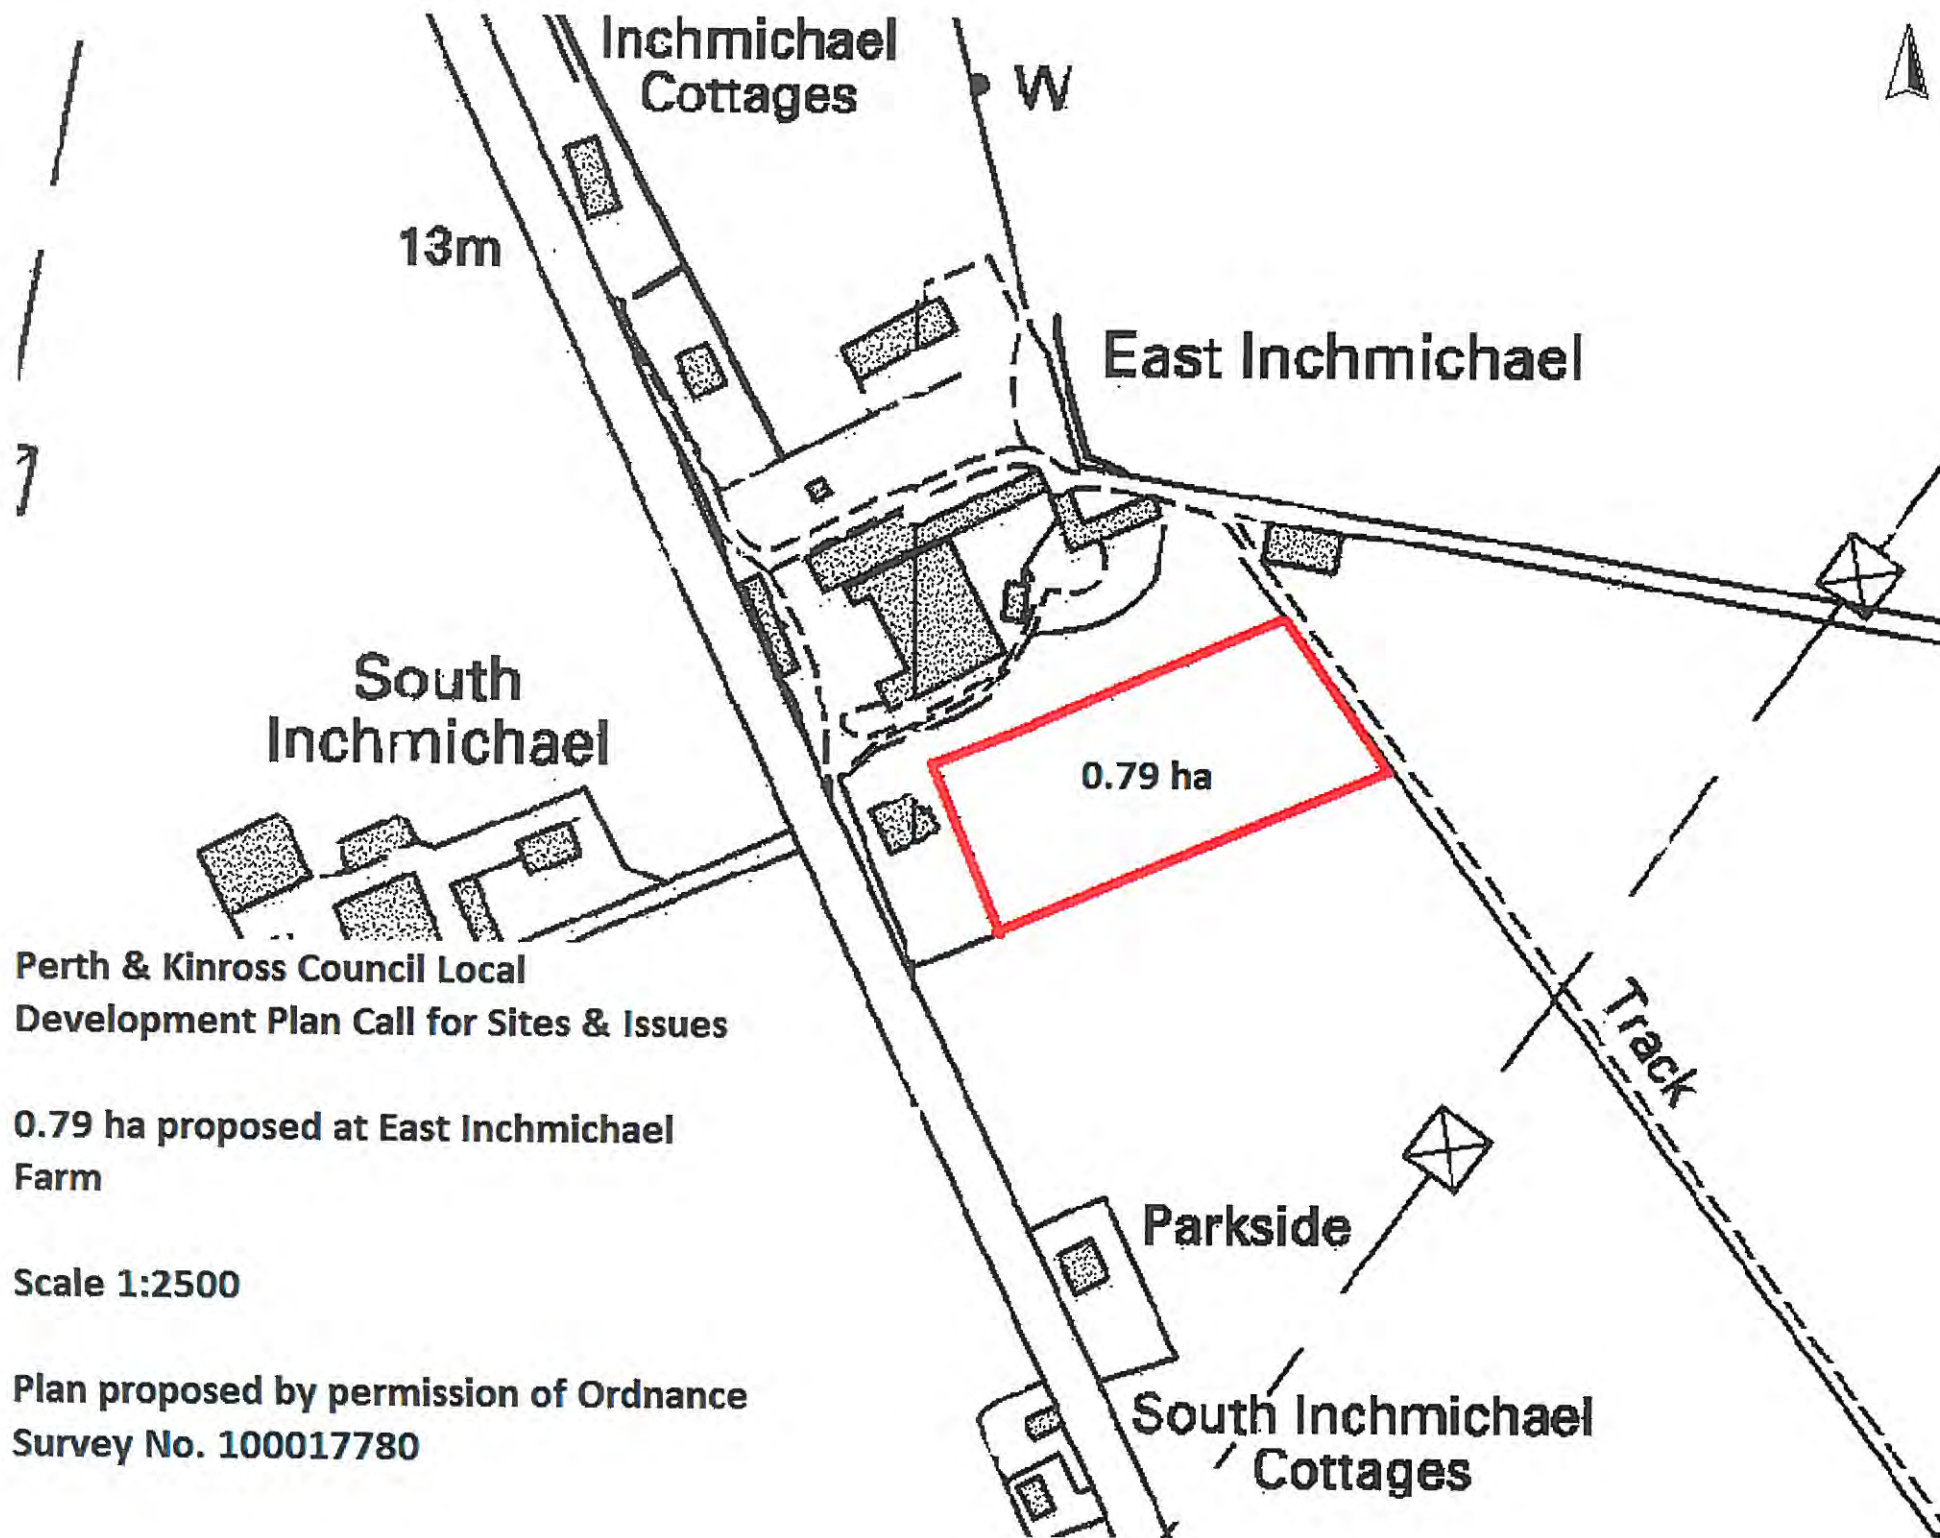 Inchmichael
Cottages
W
13m
East Inchmichael
South
Inchmichael
0.79 ha
Perth & Kinross Council Local
Development Plan Call for Sites & Issues
0.79 ha proposed at East Inchmichael
Farm
Track
Parkside
Scale 1:2500
Plan proposed by permission of Ordnance
Survey No. 100017780
South Inchmichael
Cottages